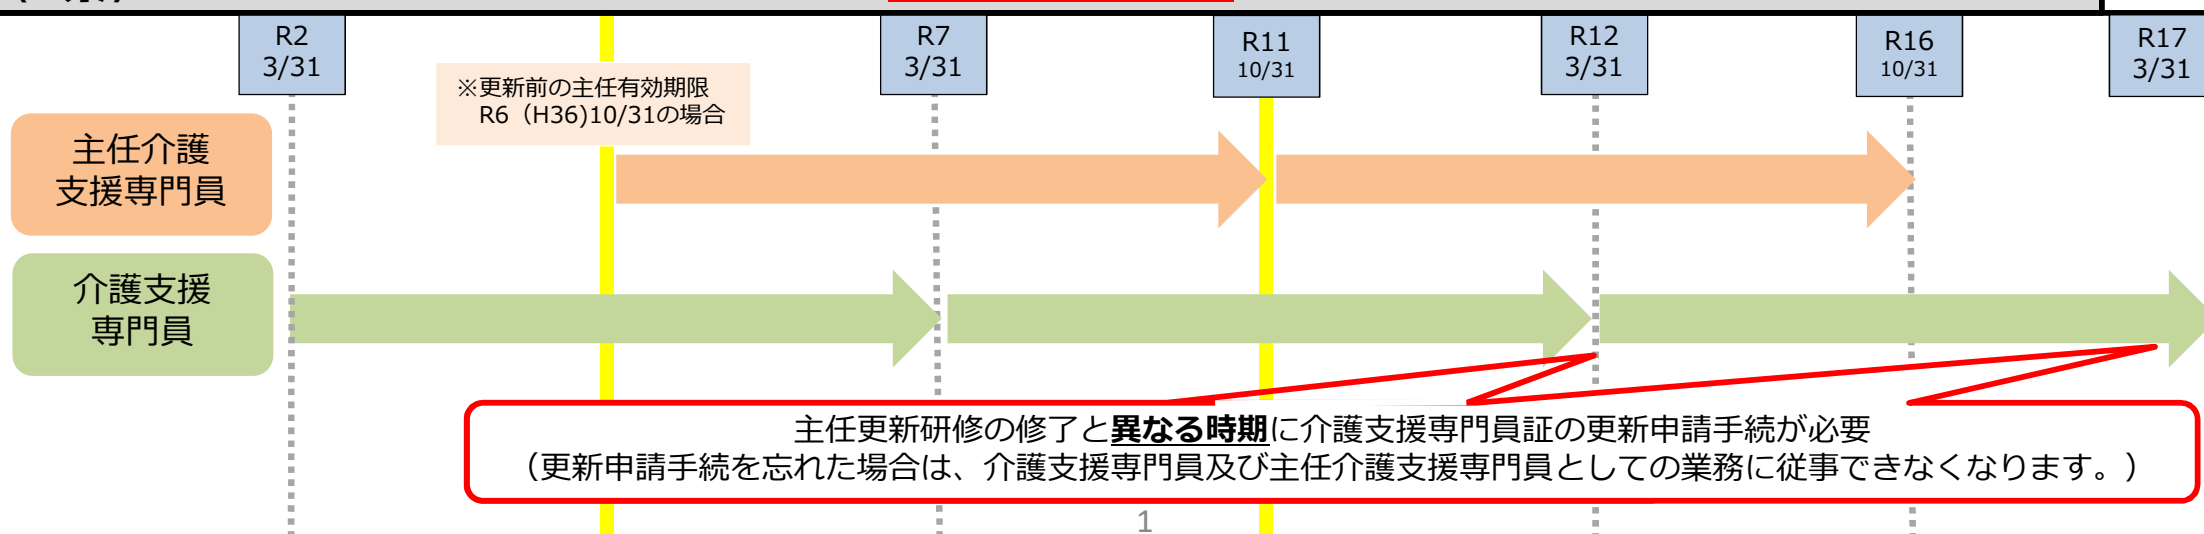 R2
3/31
R7
3/31
R11
10/31
R12
3/31
R16
10/31
R17
3/31
※更新前の主任有効期限
R6（H36)10/31の場合
主任介護
支援専門員
介護支援
専門員
主任更新研修の修了と異なる時期に介護支援専門員証の更新申請手続が必要
（更新申請手続を忘れた場合は、介護支援専門員及び主任介護支援専門員としての業務に従事できなくなります。）
1